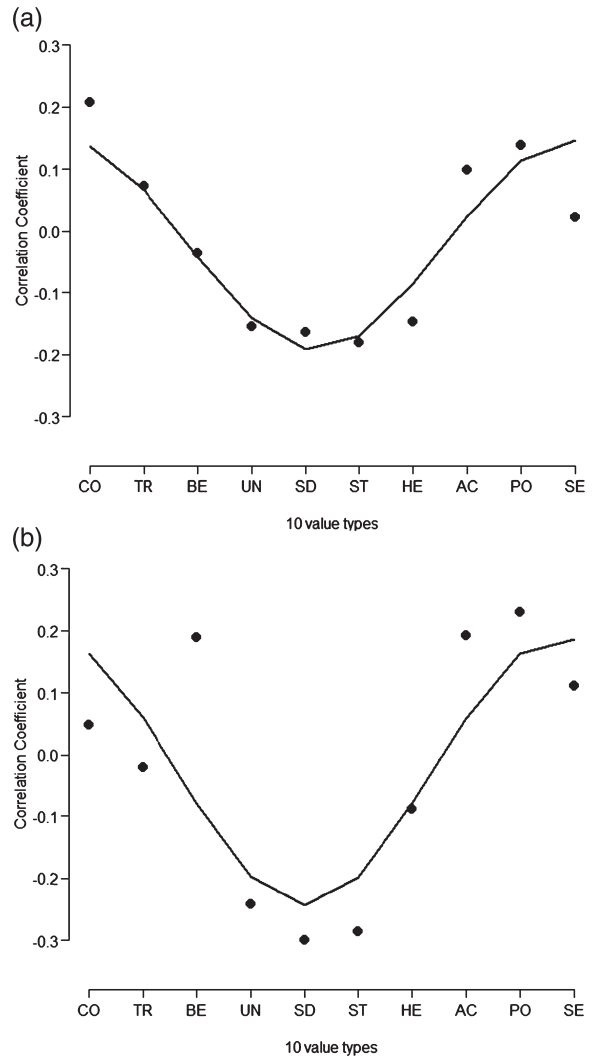 (a)
0.3
0.2
0.1
0.0
-0.1
-0.2
-0.3
Correlation Coefficient
CO TR BE UN SD ST HE AC PO SE
10 value types
(b)
0.3
0.2
0.1
0.0
-0.1
-0.2
-0.3
Correlation Coefficient
CO TR BE UN SD ST HE AC PO SE
10 value types